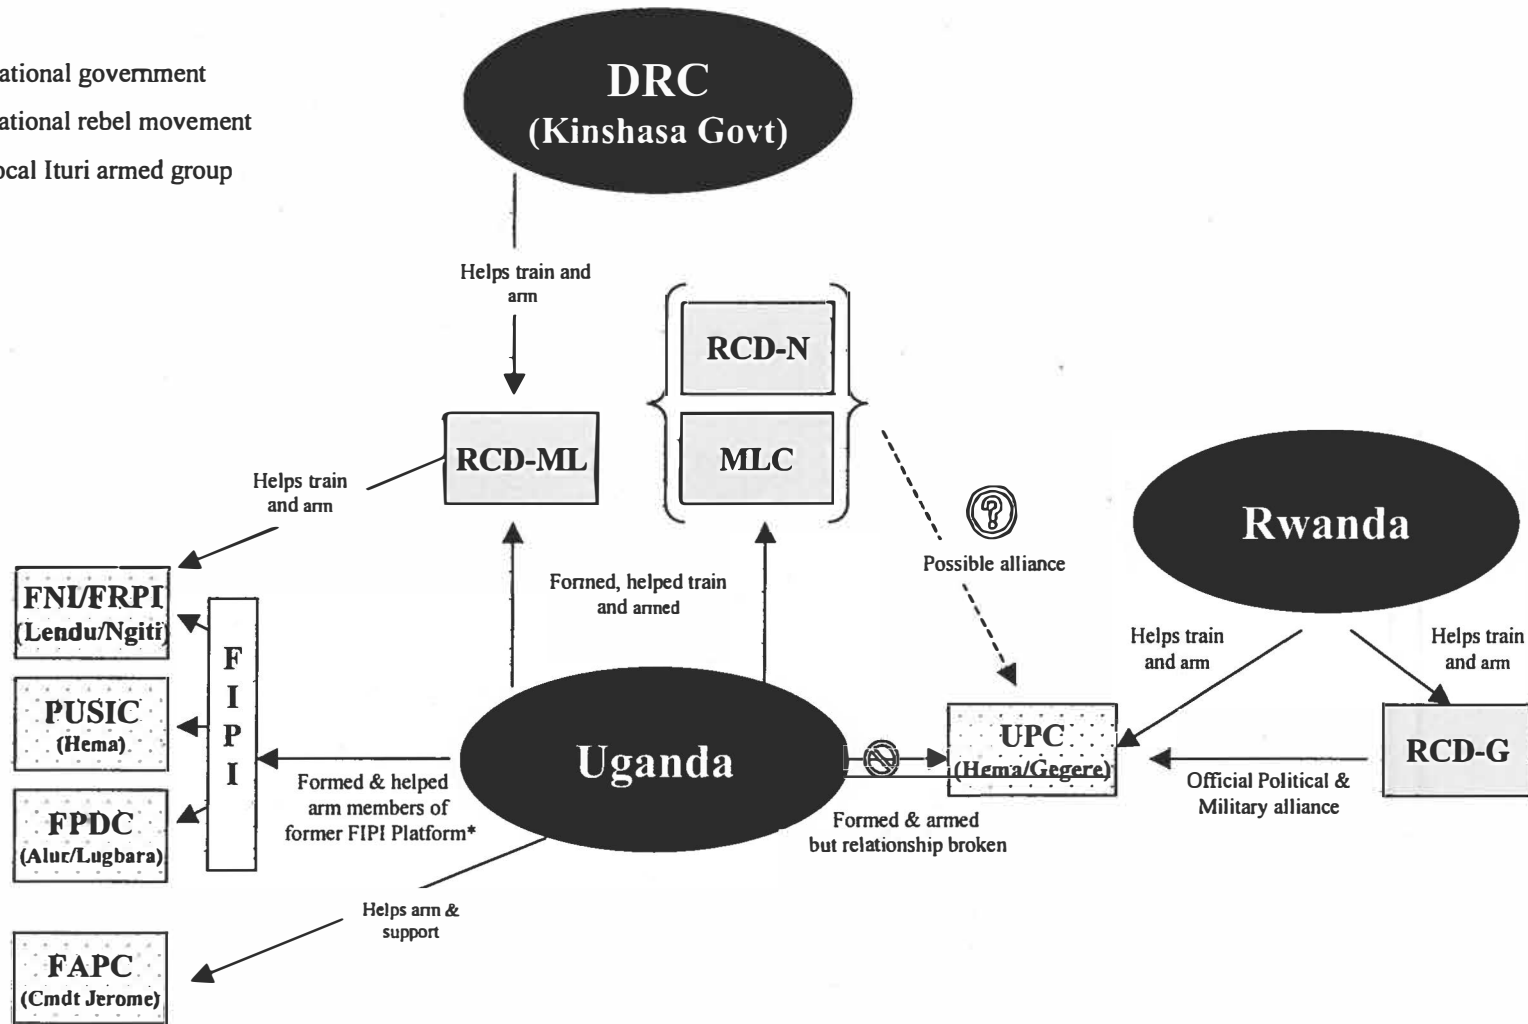 ational government
ational rebel movement
ocal Ituri armed group
DRC
(Kinshasa Govt)
Helps train and
arm
RCD-N
RCD-ML
MLC
Helps train
and arm
?
Possible alliance
Rwanda
FNI/FRPI
(Lendu/Ngiti)
Formed, helped train
and armed
Helps train
and arm
Helps train
and arm
F
I
P
I
PUSIC
(Hema)
Uganda
UPC
(Hema/Gegere)
RCD-G
Formed & helped
arm members of
former FIPI Platform*
Official Political &
Military alliance
FPDC
(Alur/Lugbara)
Formed & armed
but relationship broken
Helps arm &
support
FAPC
(Cmdt Jerome)